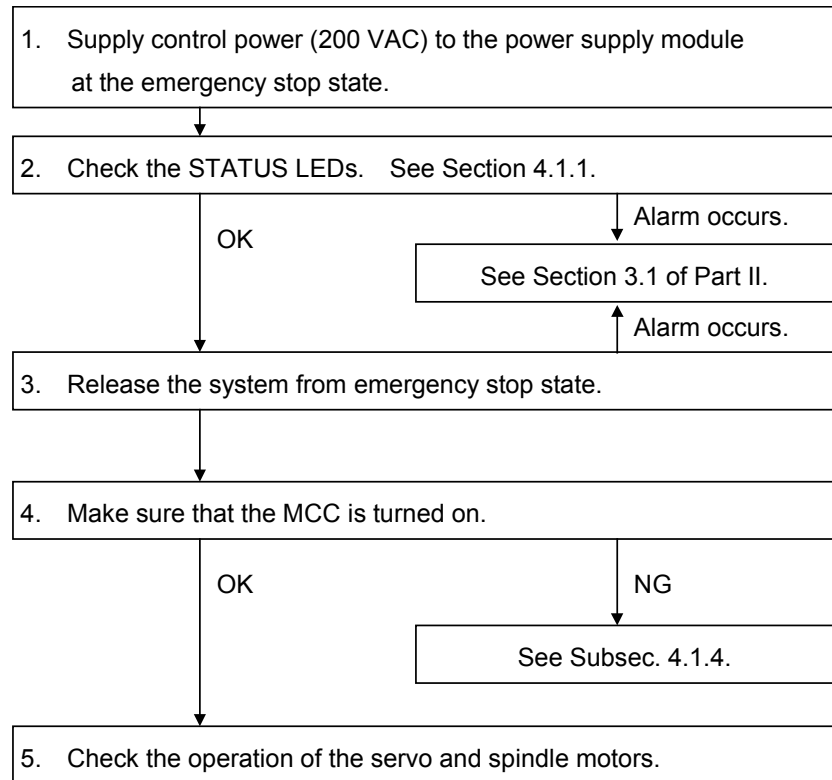 1. Supply control power (200 VAC) to the power supply module
at the emergency stop state.
2. Check the STATUS LEDs. See Section 4.1.1.
Alarm occurs.
OK
See Section 3.1 of Part II.
Alarm occurs.
3. Release the system from emergency stop state.
4. Make sure that the MCC is turned on.
OK
NG
See Subsec. 4.1.4.
5. Check the operation of the servo and spindle motors.